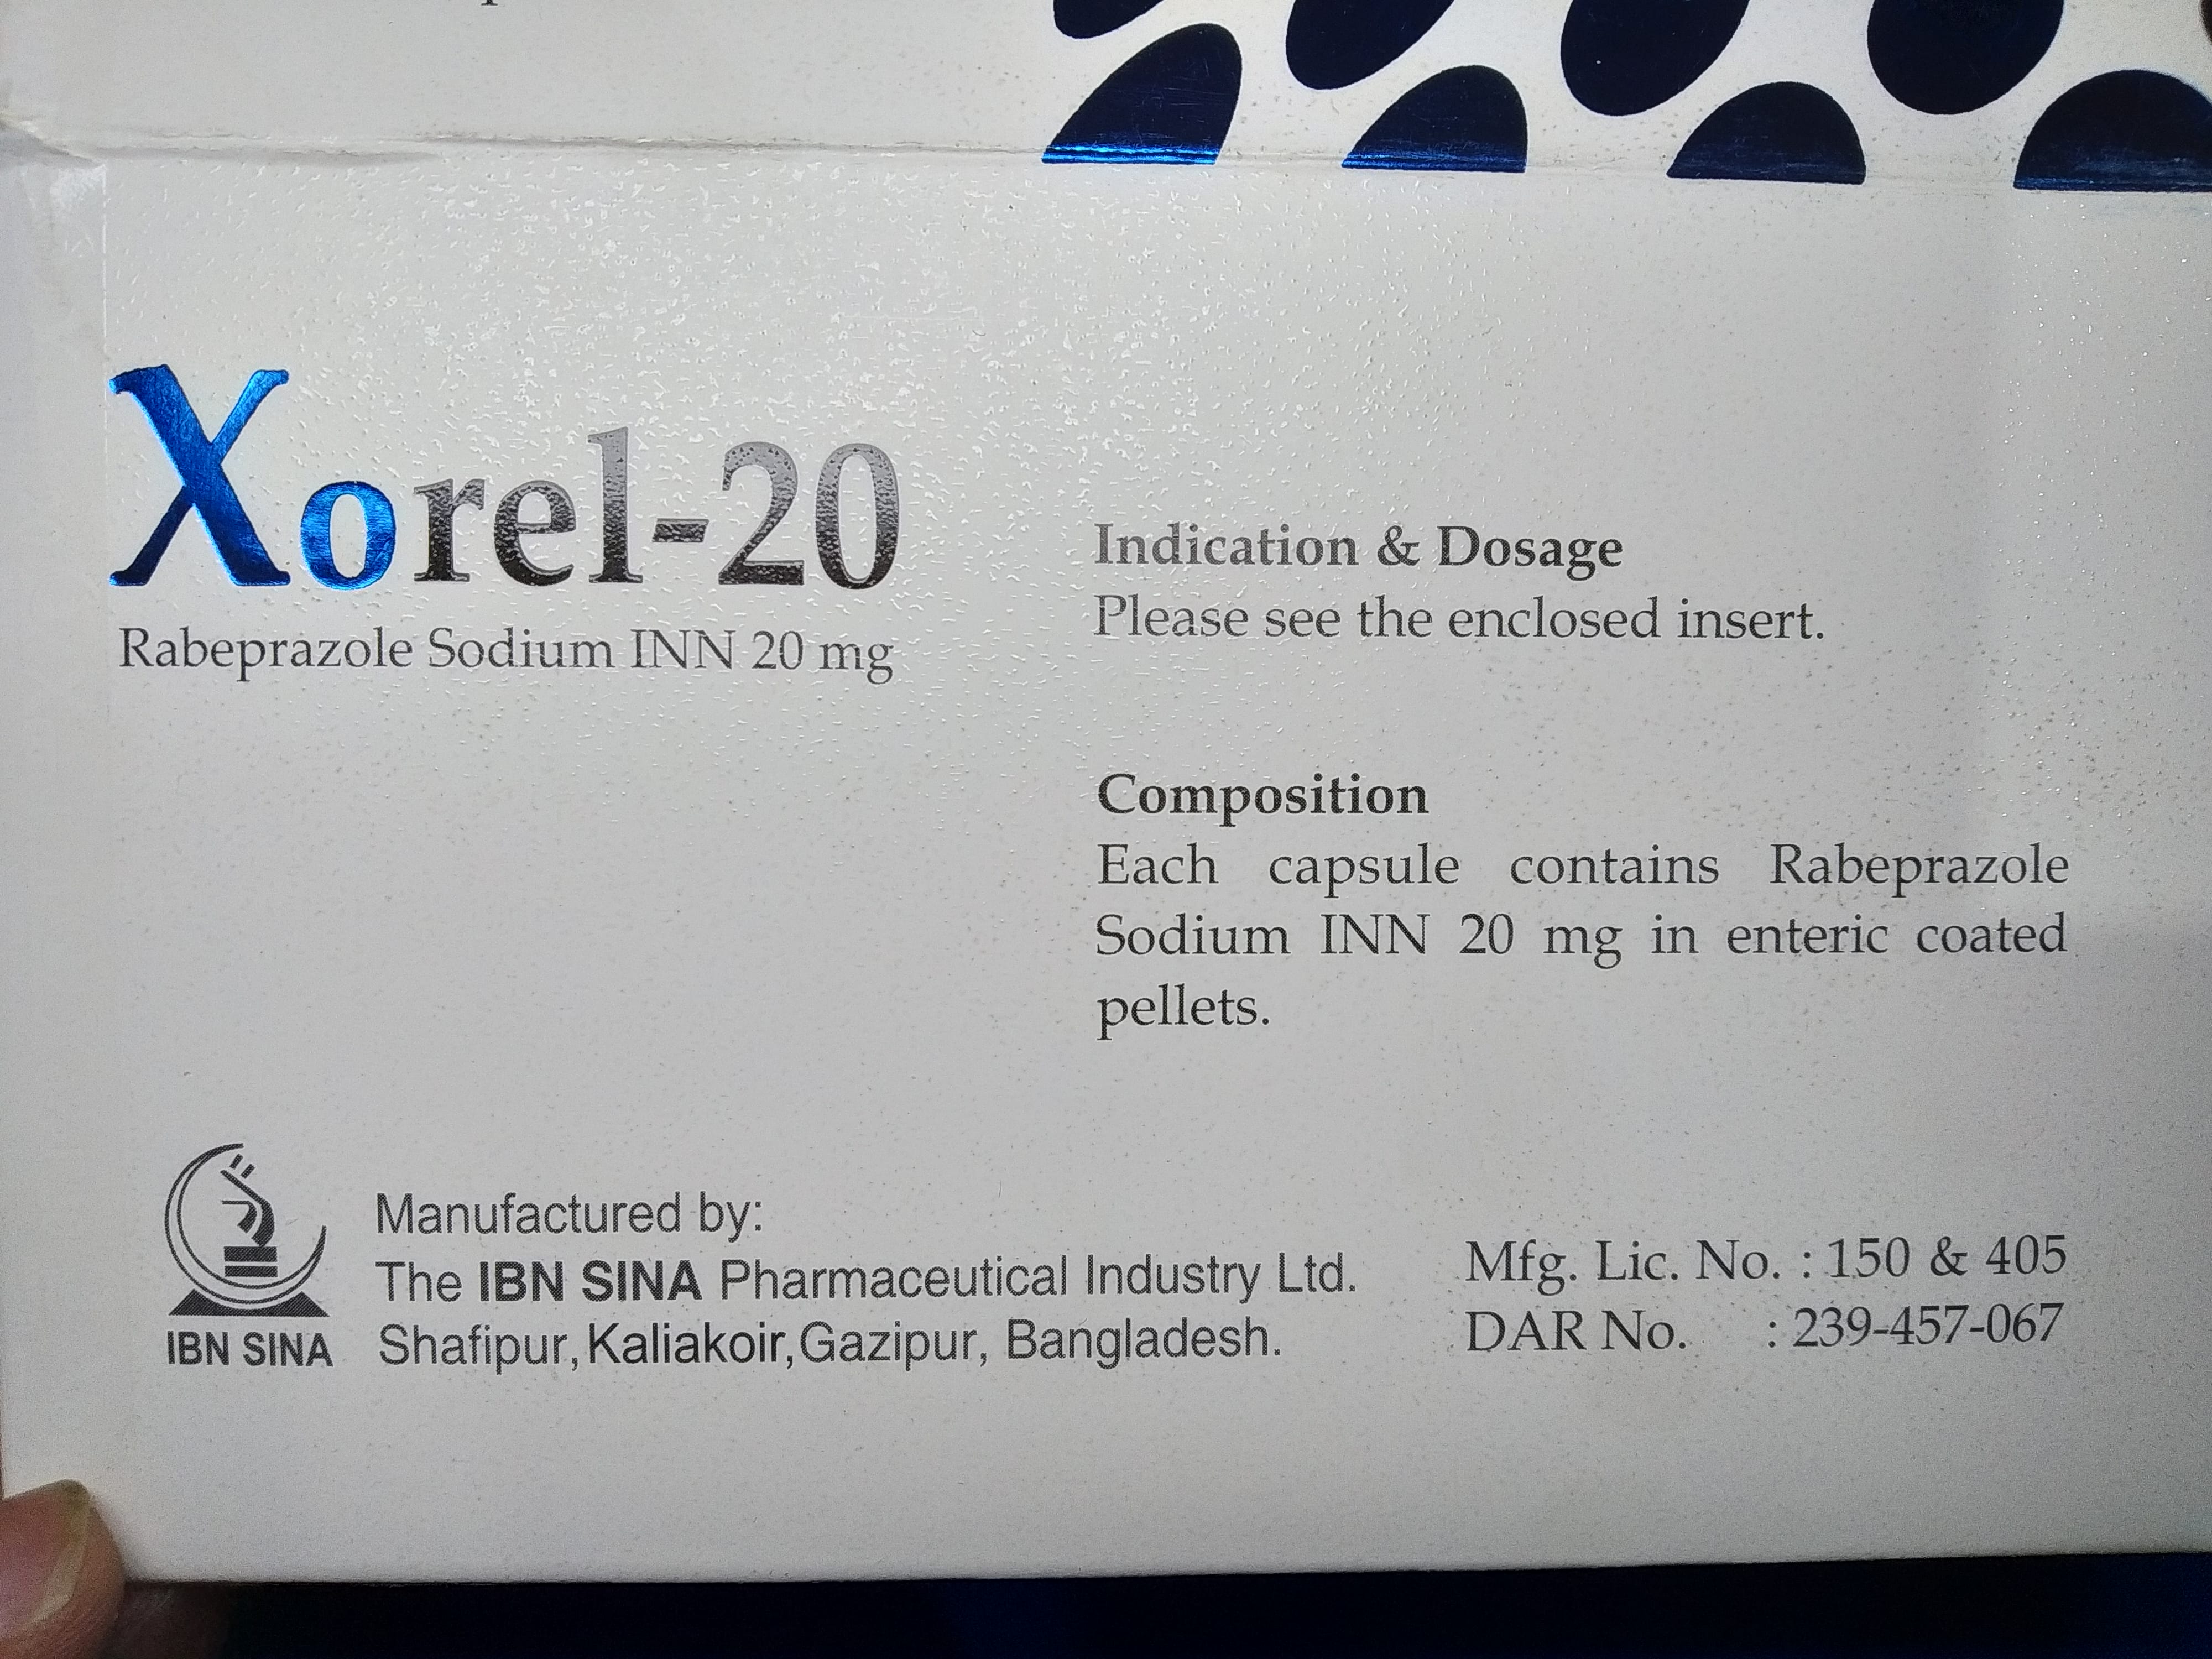 Xorel-20
Rabeprazole Sodium INN 20 mg
Indication & Dosage
Please see the enclosed insert.
Composition
Each capsule contains Rabeprazole
Sodium INN 20 mg in enteric coated
pellets.
IBN SINA
Manufactured by:
The IBN SINA Pharmaceutical Industry Ltd.
Shafipur, Kaliakoir, Gazipur, Bangladesh.
Mfg. Lic. No. : 150 & 405
DAR No. : 239-457-067